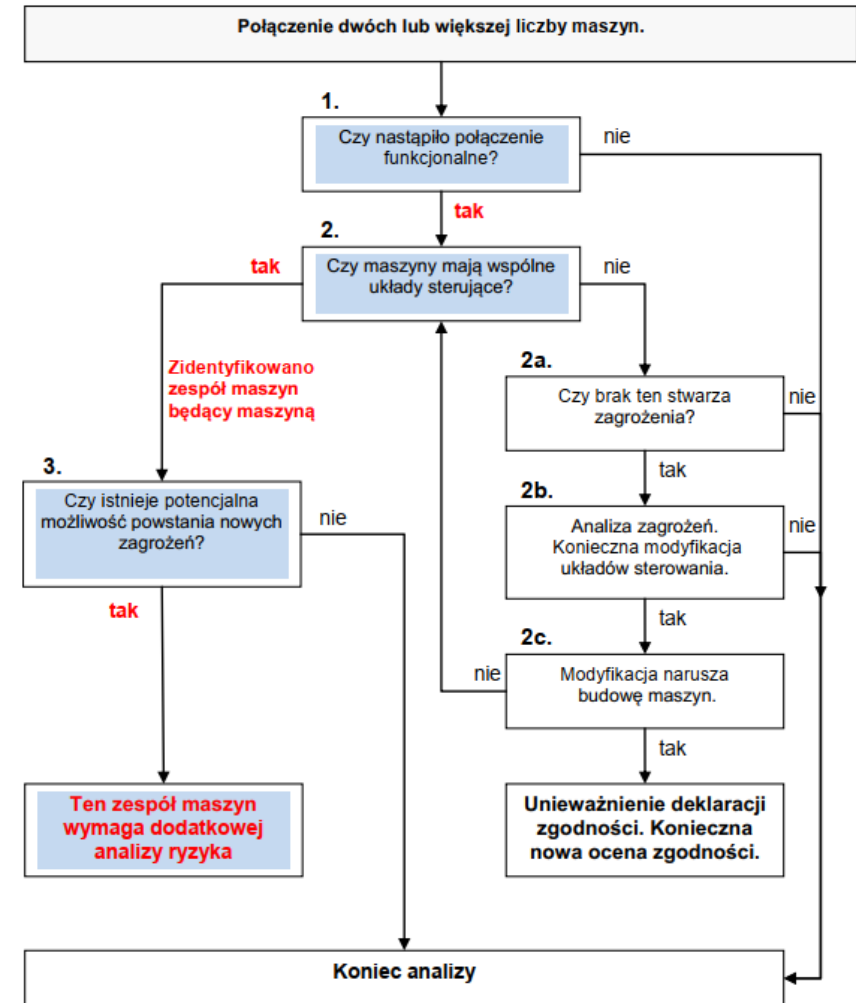 Połączenie dwóch lub większej liczby maszyn.
1.
Czy nastąpiło połączenie
funkcjonalne?
nie
tak
2.
tak
Czy maszyny mają wspólne
układy sterujące?
nie
Zidentyfikowano
zespół maszyn
będący maszyną
2a.
Czy brak ten stwarza
zagrożenia?
nie
tak
3.
Czy istnieje potencjalna
możliwość powstania nowych
zagrożeń?
nie
2b.
Analiza zagrożeń.
Konieczna modyfikacja
układów sterowania.
nie
tak
tak
2c.
nie
Modyfikacja narusza
budowę maszyn.
tak
Ten zespół maszyn
wymaga dodatkowej
analizy ryzyka
Unieważnienie deklaracji
zgodności. Konieczna
nowa ocena zgodności.
Koniec analizy